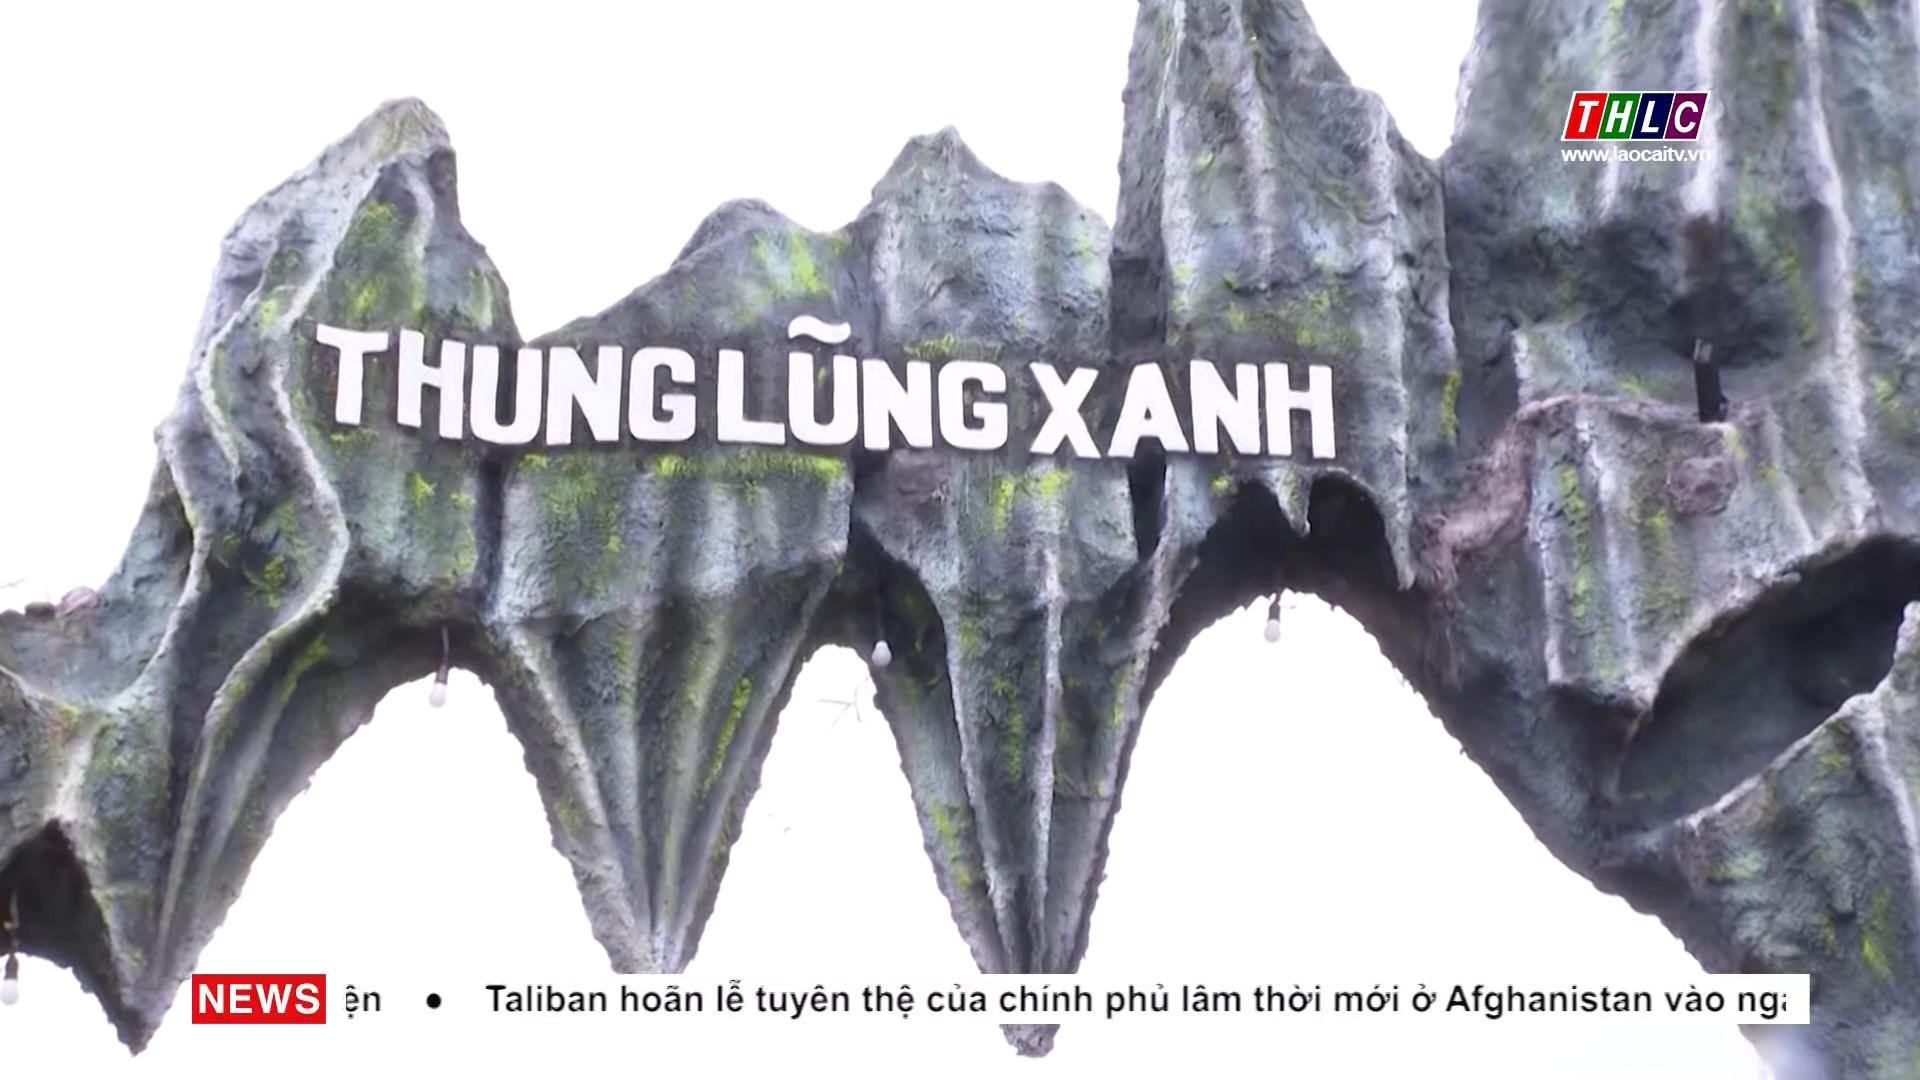 THLC
www.laocaitv.vn
THUNG LŨNG XANH
NEWS ện • Taliban hoãn lễ tuyên thệ của chính phủ lâm thời mới ở Afghanistan vào